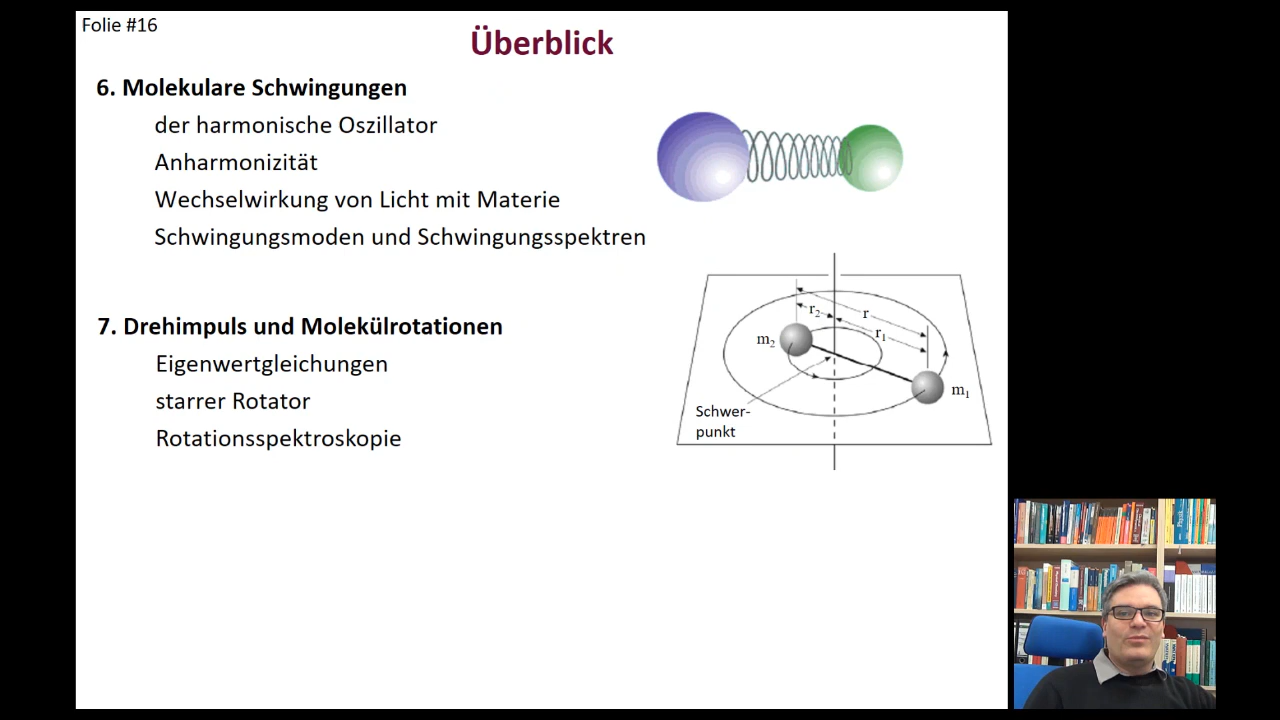 Folie #16
Überblick
6. Molekulare Schwingungen
der harmonische Oszillator
Anharmonizität
Wechselwirkung von Licht mit Materie
Schwingungsmoden und Schwingungsspektren
7. Drehimpuls und Molekülrotationen
Eigenwertgleichungen
starrer Rotator
Rotationsspektroskopie
r₂
r
r₁
m₂
m₁
Schwer-
punkt
Physik